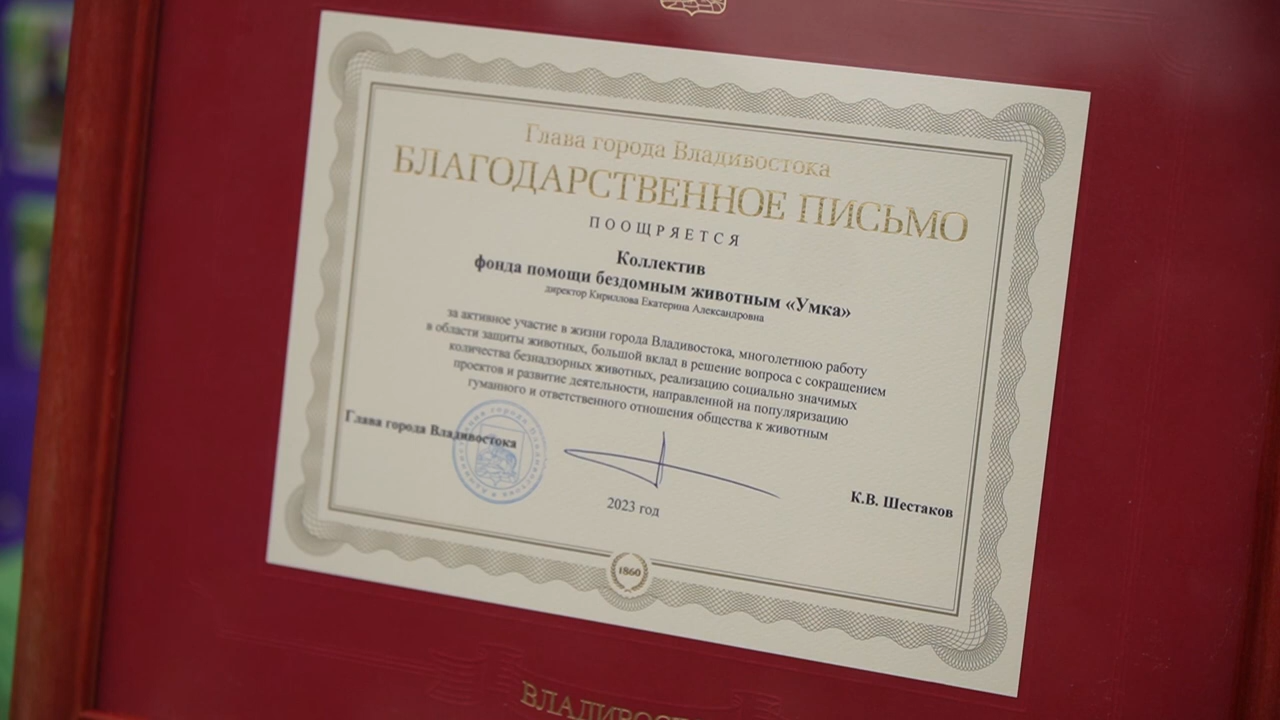 Глава города Владивостока
БЛАГОДАРСТВЕННОЕ ПИСЬМО
ПООЩРЯЕТСЯ
Коллектив
фонда помощи бездомным животным «Умка»
директор Кириллова Екатерина Александровна
за активное участие в жизни города Владивостока, многолетнюю работу
в области защиты животных, большой вклад в решение вопроса с сокращением
количества безнадзорных животных, реализацию социально значимых
проектов и развитие деятельности, направленной на популяризацию
гуманного и ответственного отношения общества к животным
Глава города Владивостока
К.В. Шестаков
2023 год
1860
ВЛАДИВОСТ